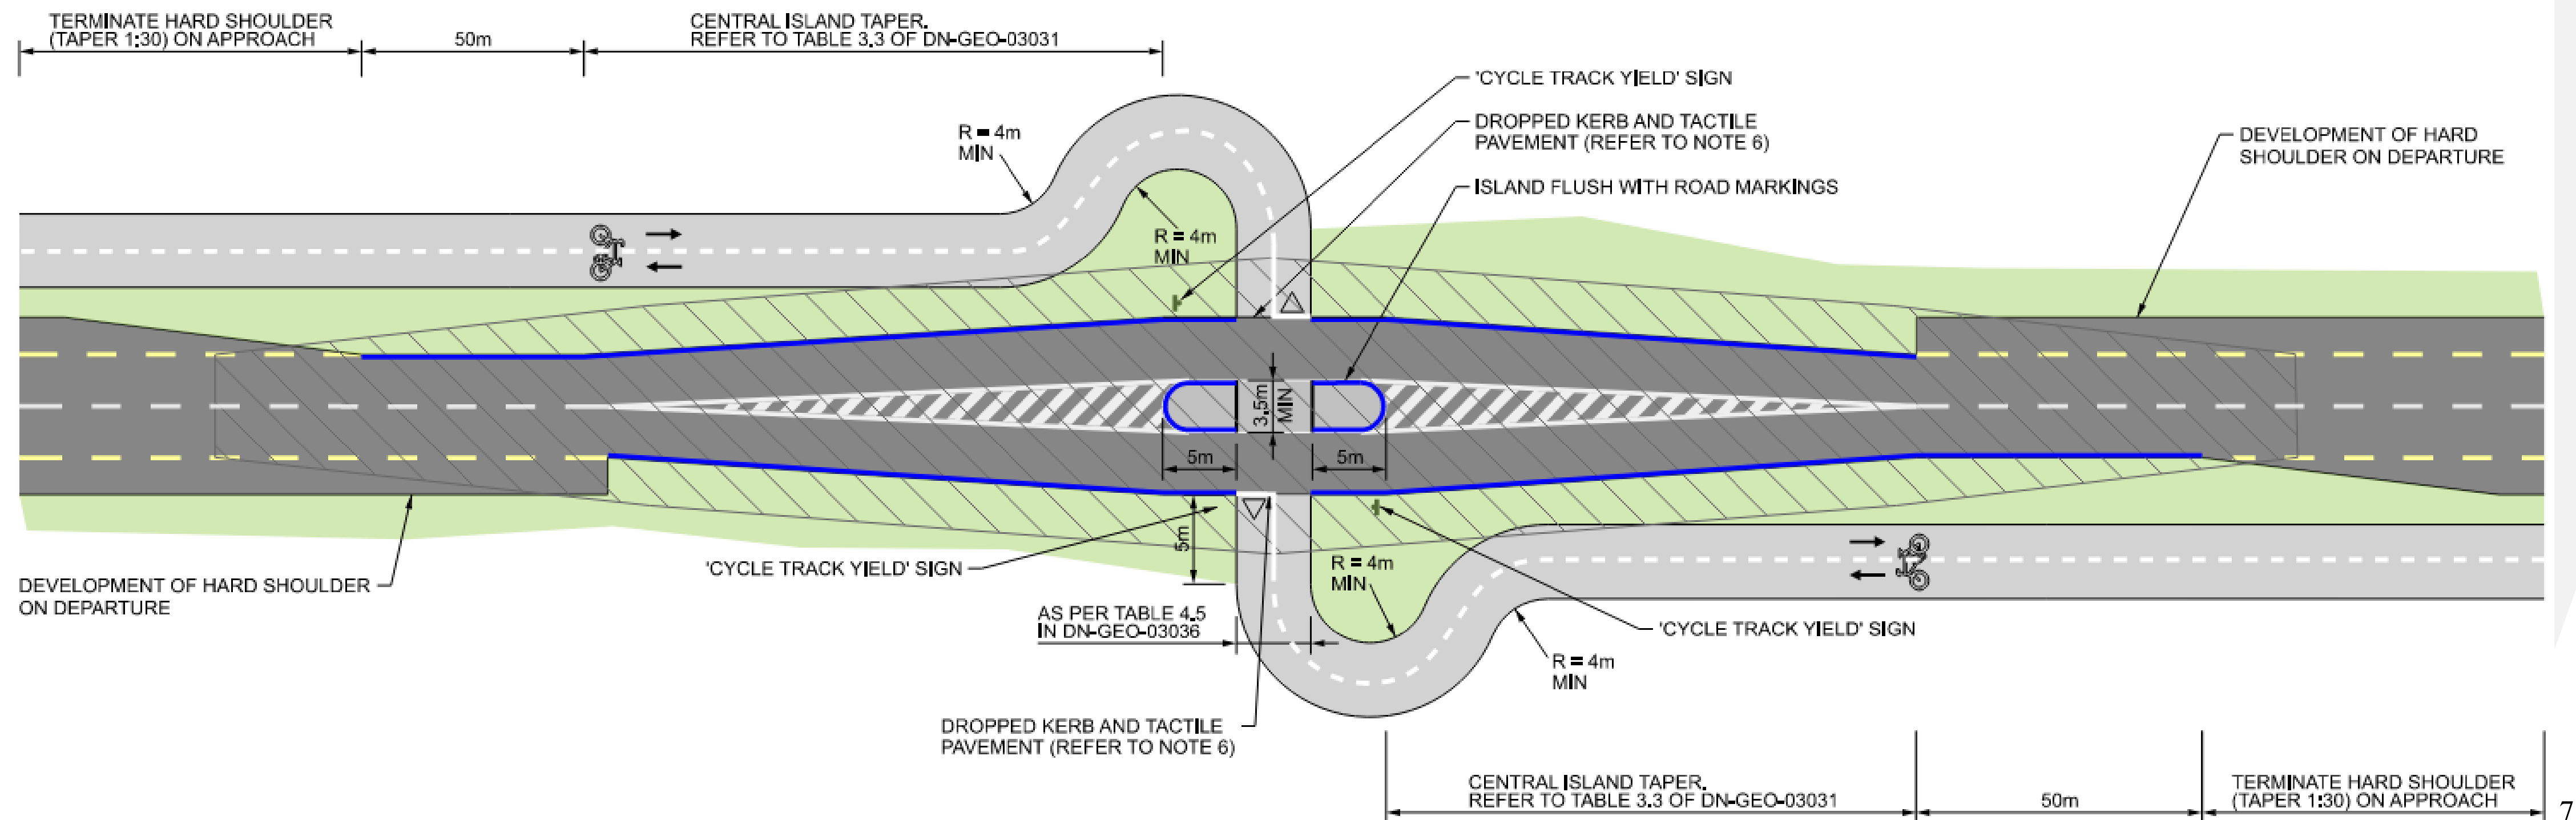 TERMINATE HARD SHOULDER
(TAPER 1:30) ON APPROACH
50m
CENTRAL ISLAND TAPER.
REFER TO TABLE 3.3 OF DN-GEO-03031
'CYCLE TRACK YIELD' SIGN
DROPPED KERB AND TACTILE
PAVEMENT (REFER TO NOTE 6)
ISLAND FLUSH WITH ROAD MARKINGS
DEVELOPMENT OF HARD
SHOULDER ON DEPARTURE
R = 4m
MIN
R = 4m
MIN
3.5m
MIN
5m
5m
5m
'CYCLE TRACK YIELD' SIGN
R = 4m
MIN
DEVELOPMENT OF HARD SHOULDER
ON DEPARTURE
AS PER TABLE 4.5
IN DN-GEO-03036
'CYCLE TRACK YIELD' SIGN
R = 4m
MIN
DROPPED KERB AND TACTILE
PAVEMENT (REFER TO NOTE 6)
CENTRAL ISLAND TAPER.
REFER TO TABLE 3.3 OF DN-GEO-03031
50m
TERMINATE HARD SHOULDER
(TAPER 1:30) ON APPROACH
7